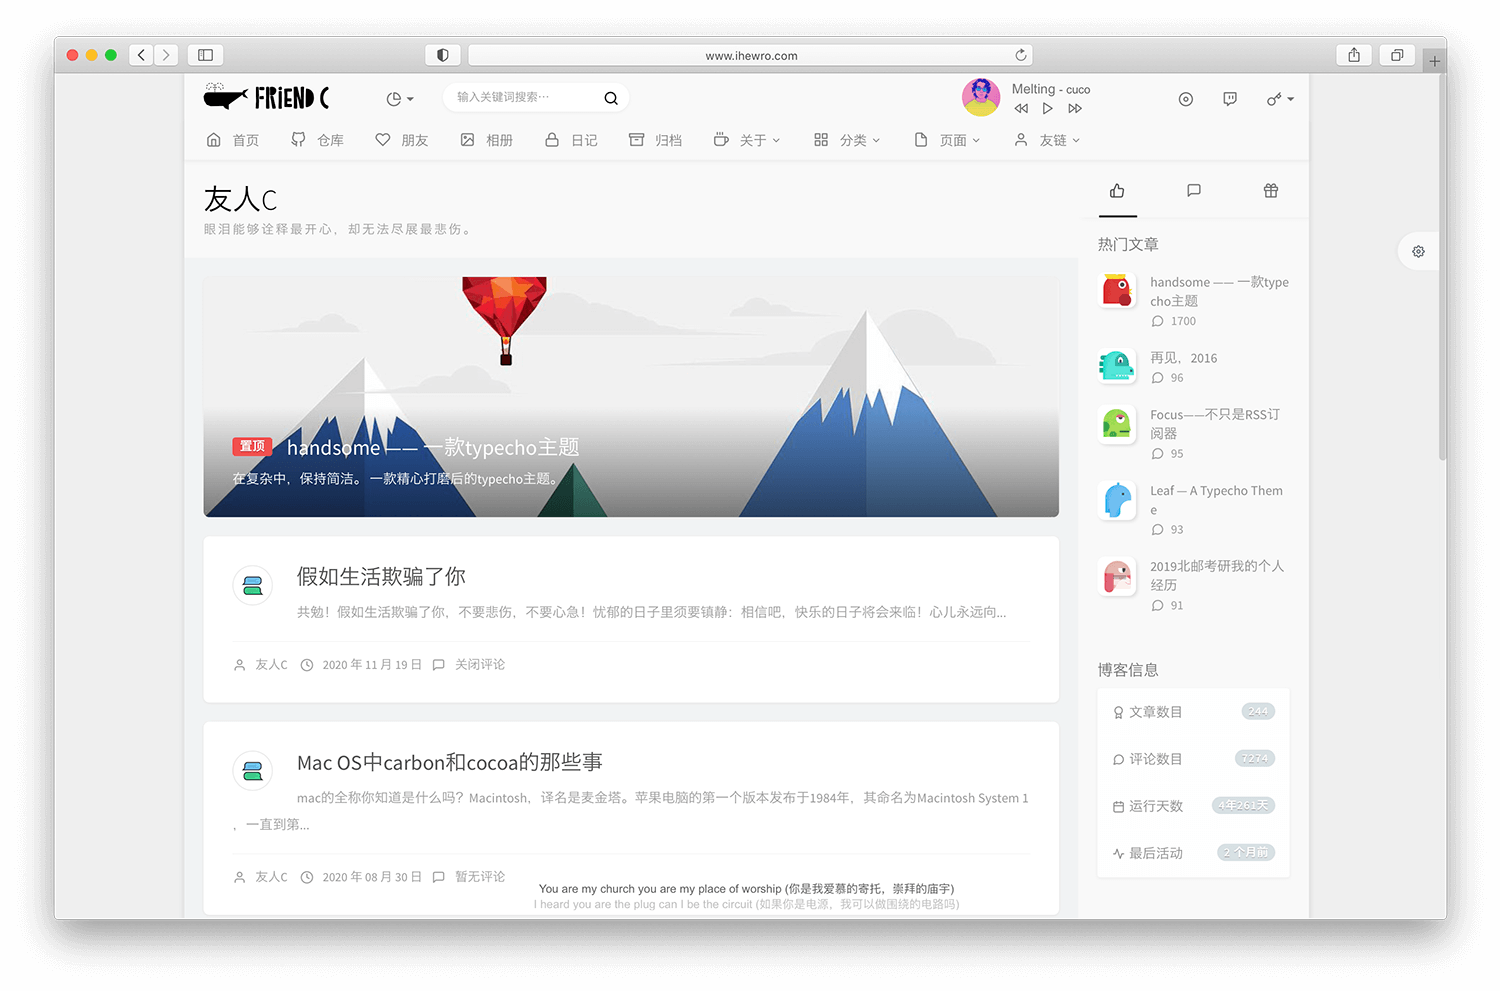 www.ihewro.com
FRiEND C
输入关键词搜索…
Melting - cuco
首页
仓库
朋友
相册
日记
归档
关于
分类
页面
友链
友人C
眼泪能够诠释最开心，却无法尽展最悲伤。
置顶 handsome —— 一款typecho主题
在复杂中，保持简洁。 一款精心打磨后的typecho主题。
假如生活欺骗了你
共勉！假如生活欺骗了你，不要悲伤，不要心急！忧郁的日子里须要镇静：相信吧，快乐的日子将会来临！心儿永远向...
友人C 2020 年 11 月 19 日 关闭评论
Mac OS中carbon和cocoa的那些事
mac的全称你知道是什么吗？Macintosh，译名是麦金塔。苹果电脑的第一个版本发布于1984年，其命名为Macintosh System 1
，一直到第...
友人C 2020 年 08 月 30 日 暂无评论
You are my church you are my place of worship (你是我爱慕的寄托，崇拜的庙宇)
I heard you are the plug can I be the circuit (如果你是电源，我可以做围绕的电路吗)
热门文章
handsome —— 一款type
cho主题
1700
再见，2016
96
Focus——不只是RSS订
阅器
95
Leaf — A Typecho Them
e
93
2019北邮考研我的个人
经历
91
博客信息
文章数目 244
评论数目 7274
运行天数 4年261天
最后活动 2 个月前